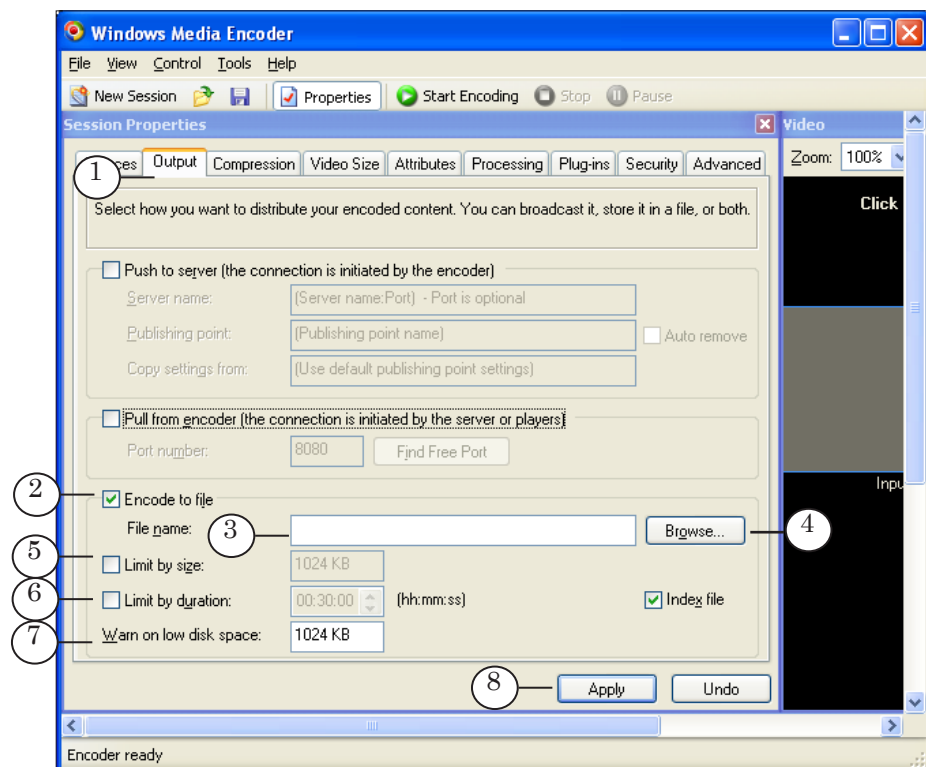 Windows Media Encoder
File View Control Tools Help
New Session Properties Start Encoding Stop Pause
Session Properties
Video
Output Compression Video Size Attributes Processing Plug-ins Security Advanced
Zoom: 100%
1
Select how you want to distribute your encoded content. You can broadcast it, store it in a file, or both.
Click
Push to server (the connection is initiated by the encoder)
Server name: (Server name:Port) - Port is optional
Publishing point: (Publishing point name) Auto remove
Copy settings from: (Use default publishing point settings)
Pull from encoder (the connection is initiated by the server or players)
Port number: 8080 Find Free Port
2 Encode to file
File name: 3 Browse... 4
5 Limit by size: 1024 KB
6 Limit by duration: 00:30:00 (hh:mm:ss) Index file
7 Warn on low disk space: 1024 KB
8 Apply Undo
Encoder ready